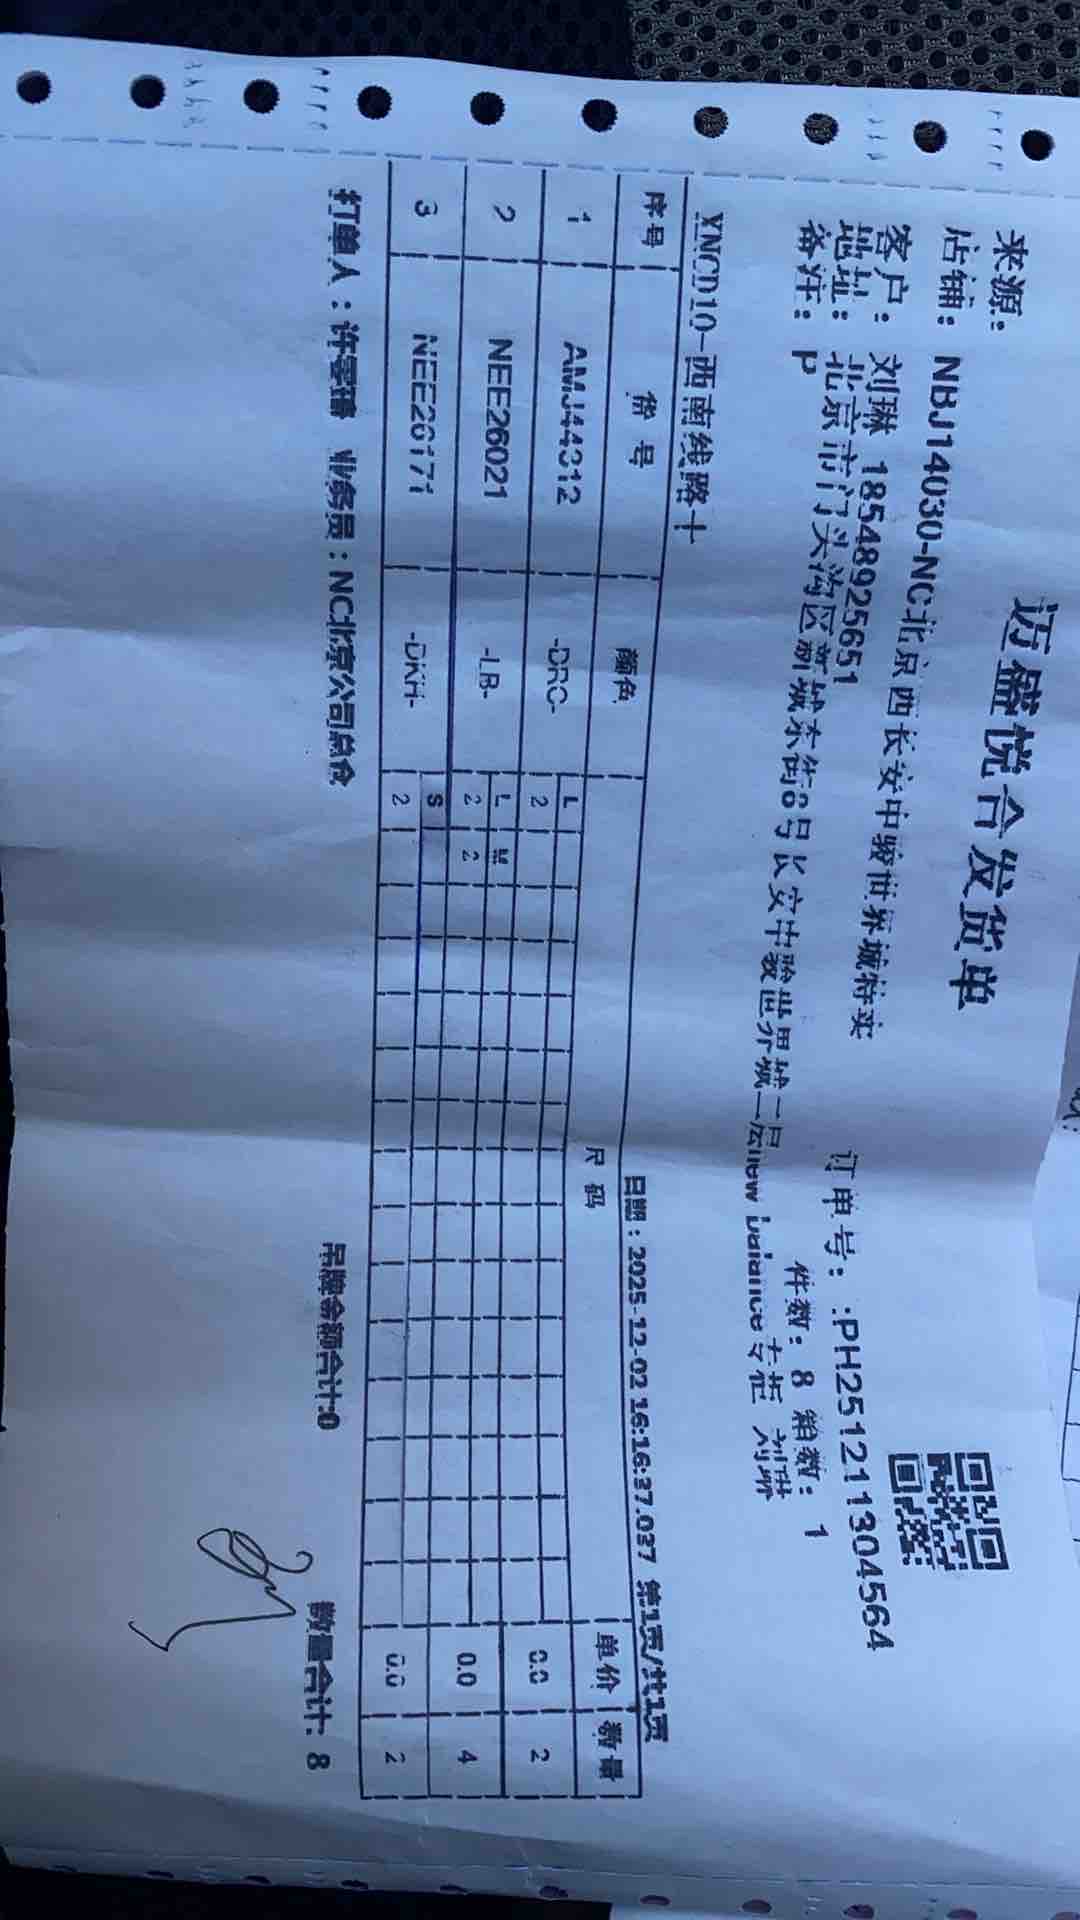 迈盛悦合发货单
来源:
店铺: NBJ14030-NC北京西长安中骏世界城特卖 订单号: :PH251211304564
客户: 刘琳 18548925651 件数: 8 箱数: 1
地址: 北京市门头沟区新城东街8号长安中骏世界城二层new balance专柜 刘琳
备注: P
XNCD10-西南线路十 日期:2025-12-02 16:16:37.037 第1页/共1页
序号 货号 颜色 尺码 单价 数量
1 AMJ44312 -DRC- L 0.0 2
2
2 NEE26021 -LB- L M 0.0 4
2 2
3 NEE26171 -DKH- S 0.0 2
2
打单人:许 业务员:NC北京公司总仓 吊牌金额合计:0 数量合计: 8